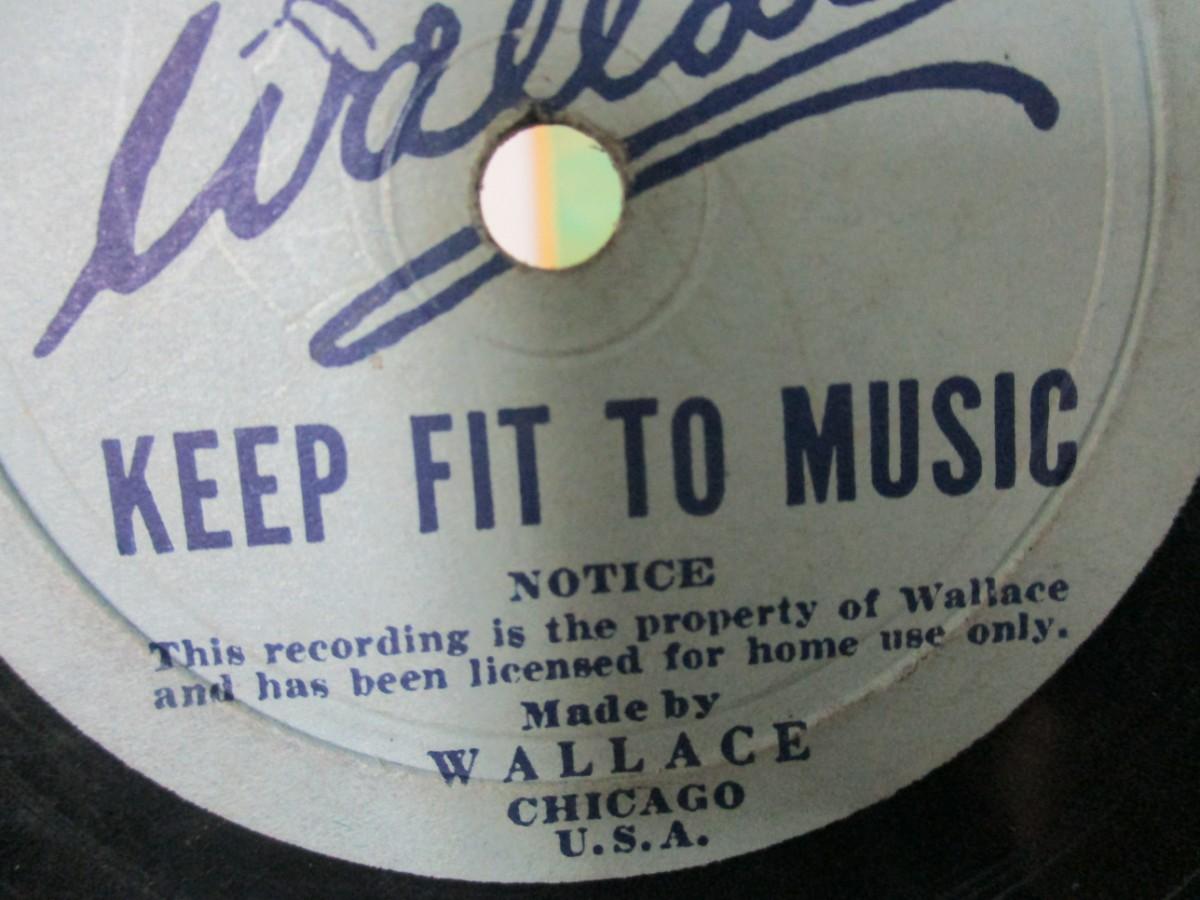 Wallace
KEEP FIT TO MUSIC
NOTICE
This recording is the property of Wallace
and has been licensed for home use only.
Made by
WALLACE
CHICAGO
U.S.A.